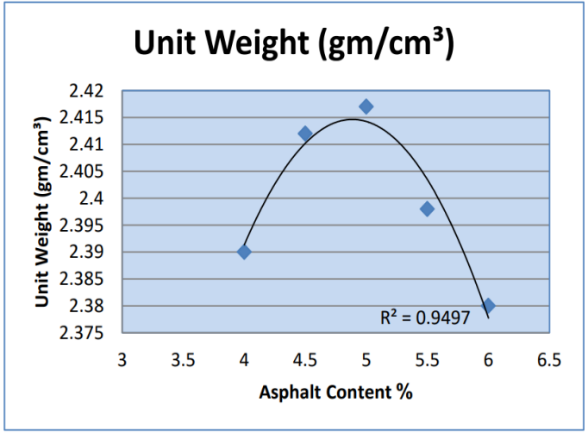 Unit Weight (gm/cm³)
Unit Weight (gm/cm³)
2.42
2.415
2.41
2.405
2.4
2.395
2.39
2.385
2.38
2.375
R² = 0.9497
3 3.5 4 4.5 5 5.5 6 6.5
Asphalt Content %